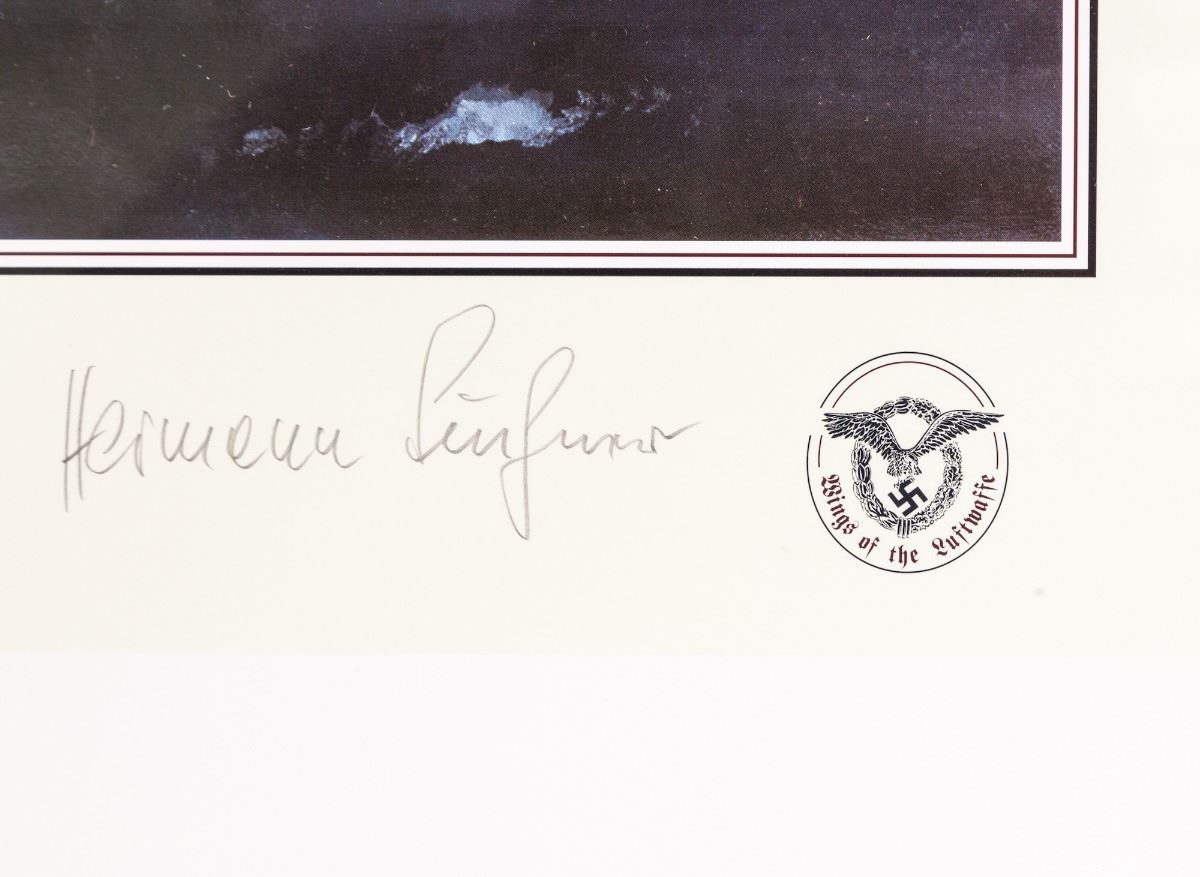 Hermann
Wings of the Luftwaffe